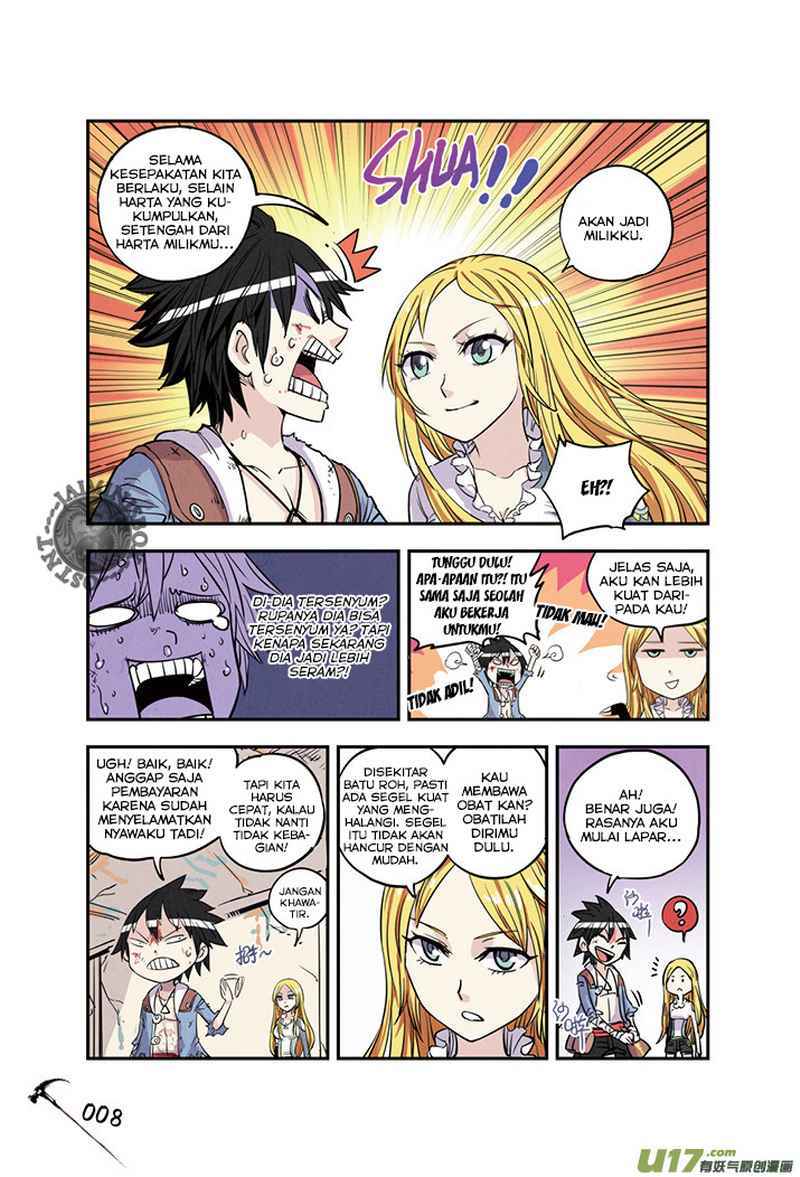 SELAMA
KESEPAKATAN KITA
BERLAKU, SELAIN
HARTA YANG KU-
KUMPULKAN,
SETENGAH DARI
HARTA MILIKMU...
SHUA!!
AKAN JADI
MILIKKU.
EH?!
DI-DIA TERSENYUM?
RUPANYA DIA BISA
TERSENYUM YA? TAPI
KENAPA SEKARANG
DIA JADI LEBIH
SERAM?!
TUNGGU DULU!
APA-APAAN ITU?! ITU
SAMA SAJA SEOLAH
AKU BEKERJA
UNTUKMU!
TIDAK MAU!
TIDAK ADIL!
JELAS SAJA,
AKU KAN LEBIH
KUAT DARI-
PADA KAU!
UGH! BAIK, BAIK!
ANGGAP SAJA
PEMBAYARAN
KARENA SUDAH
MENYELAMATKAN
NYAWAKU TADI!
TAPI KITA
HARUS
CEPAT, KALAU
TIDAK NANTI
TIDAK KEBA-
GIAN!
JANGAN
KHAWA-
TIR.
DISEKITAR
BATU ROH, PASTI
ADA SEGEL KUAT
YANG MENG-
HALANGI. SEGEL
ITU TIDAK AKAN
HANCUR DENGAN
MUDAH.
KAU
MEMBAWA
OBAT KAN?
OBATILAH
DIRIMU
DULU.
AH!
BENAR JUGA!
RASANYA AKU
MULAI LAPAR...
?
008
U17.com
有妖气原创漫画